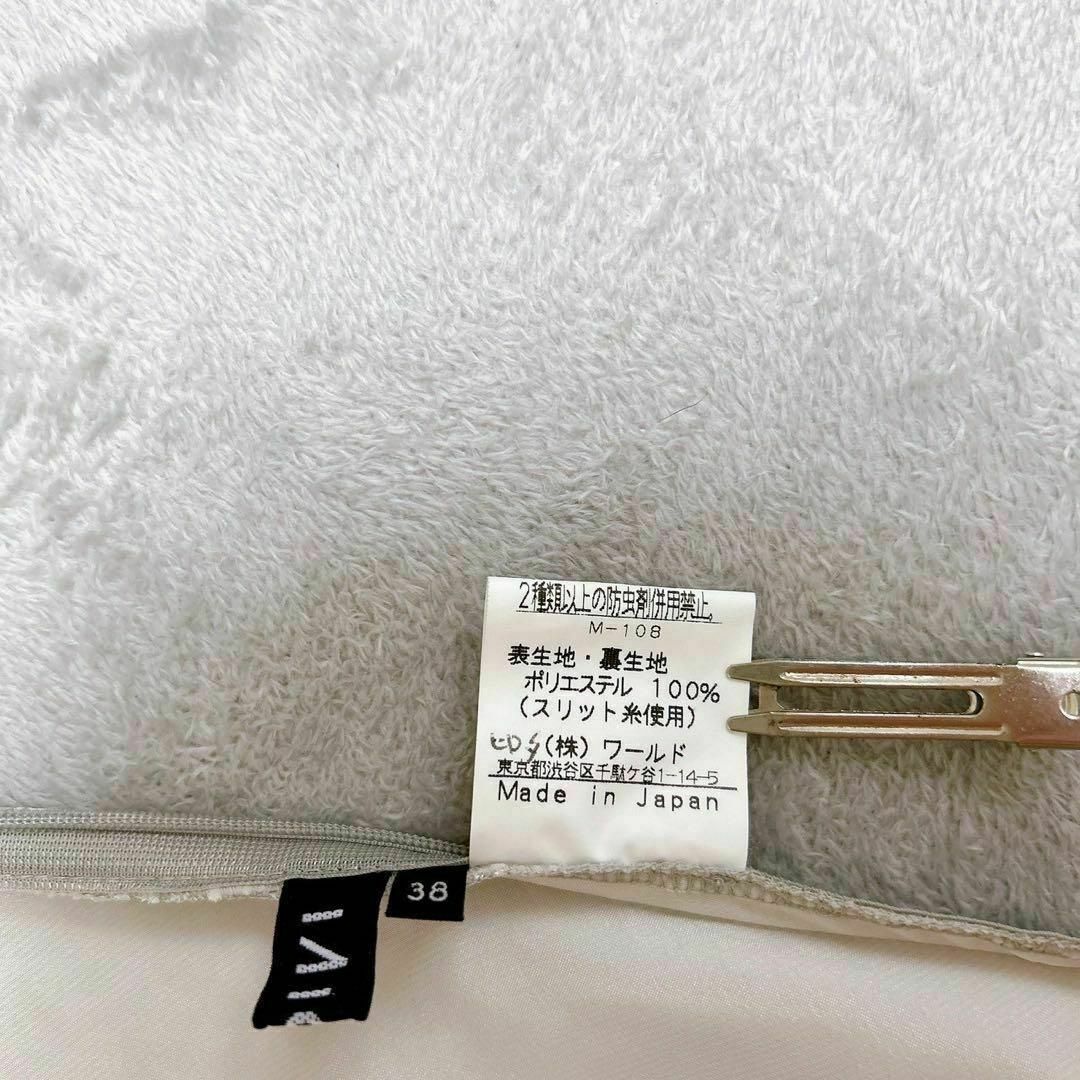 2種類以上の防虫剤併用禁止。
M-108
表生地・裏生地
ポリエステル 100%
(スリット糸使用)
(株) ワールド
東京都渋谷区千駄ケ谷1-14-5
Made in Japan
38